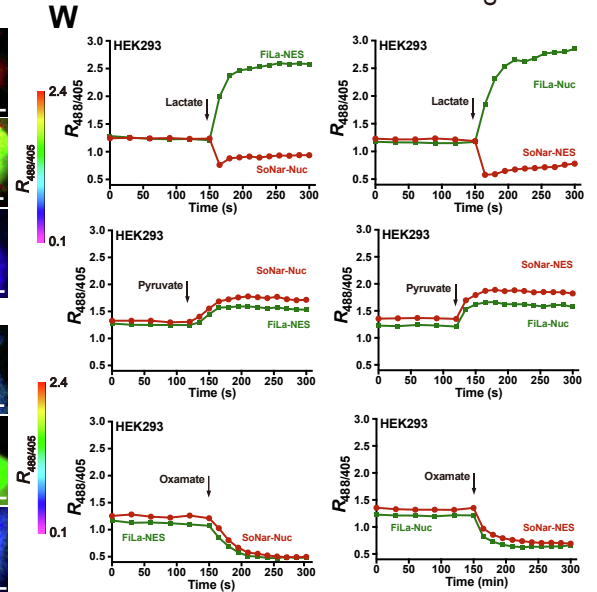 W
2.4
R488/405
0.1
2.4
R488/405
0.1
HEK293
FiLa-NES
Lactate
SoNar-Nuc
R488/405
3.0
2.5
2.0
1.5
1.0
0.5
0 50 100 150 200 250 300
Time (s)
HEK293
FiLa-Nuc
Lactate
SoNar-NES
R488/405
3.0
2.5
2.0
1.5
1.0
0.5
0 50 100 150 200 250 300
Time (s)
HEK293
SoNar-Nuc
Pyruvate
FiLa-NES
R488/405
3.0
2.5
2.0
1.5
1.0
0.5
0 50 100 150 200 250 300
Time (s)
HEK293
SoNar-NES
Pyruvate
FiLa-Nuc
R488/405
3.0
2.5
2.0
1.5
1.0
0.5
0 50 100 150 200 250 300
Time (s)
HEK293
Oxamate
FiLa-NES
SoNar-Nuc
R488/405
3.0
2.5
2.0
1.5
1.0
0.5
0 50 100 150 200 250 300
Time (s)
HEK293
Oxamate
FiLa-Nuc
SoNar-NES
R488/405
3.0
2.5
2.0
1.5
1.0
0.5
0 50 100 150 200 250 300
Time (min)